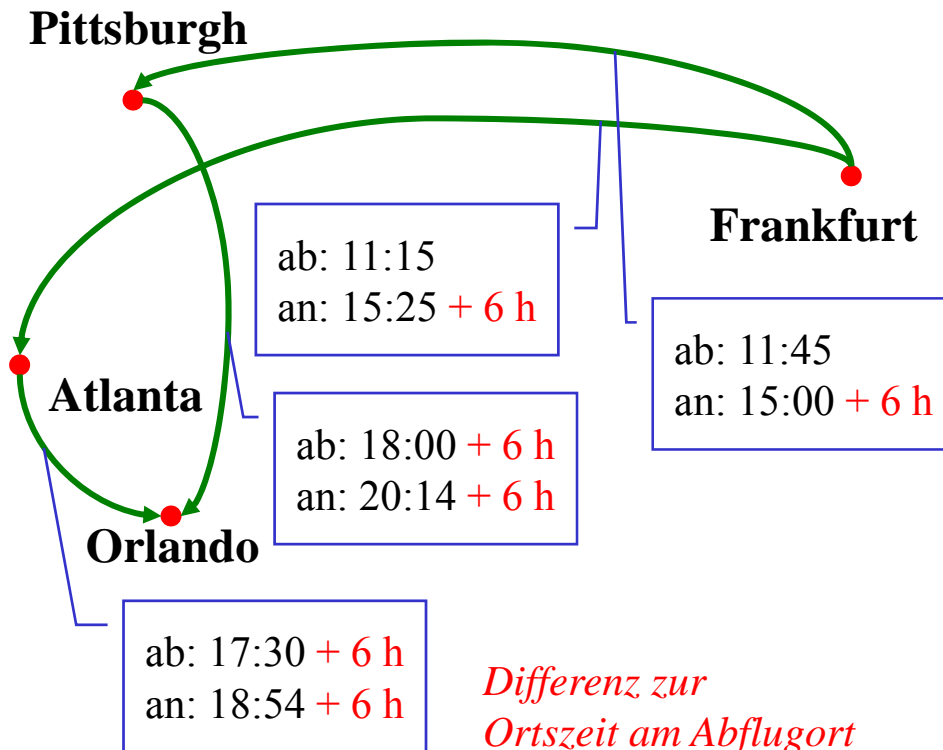 Pittsburgh
Frankfurt
ab: 11:15
an: 15:25 + 6 h
ab: 11:45
an: 15:00 + 6 h
Atlanta
ab: 18:00 + 6 h
an: 20:14 + 6 h
Orlando
ab: 17:30 + 6 h
an: 18:54 + 6 h
Differenz zur
Ortszeit am Abflugort